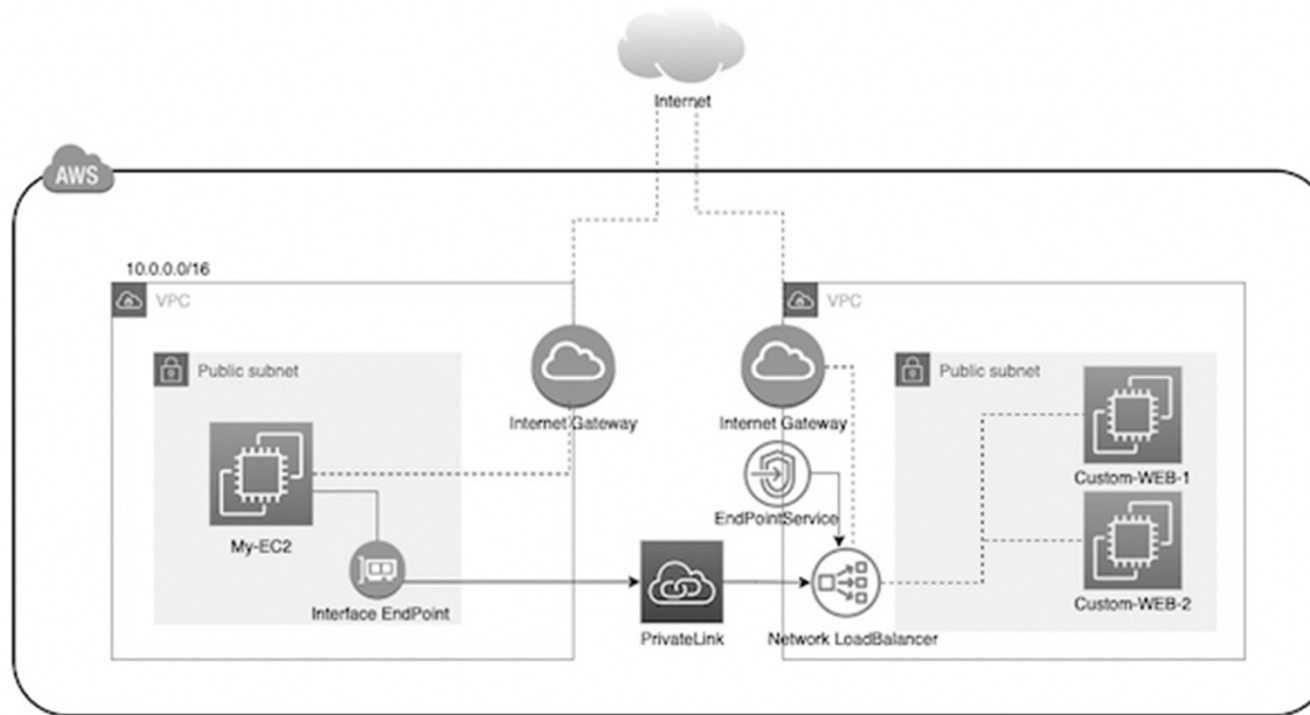 Internet
AWS
10.0.0.0/16
VPC
VPC
Public subnet
Public subnet
Internet Gateway
Internet Gateway
Custom-WEB-1
EndPointService
My-EC2
Interface EndPoint
Custom-WEB-2
PrivateLink
Network LoadBalancer